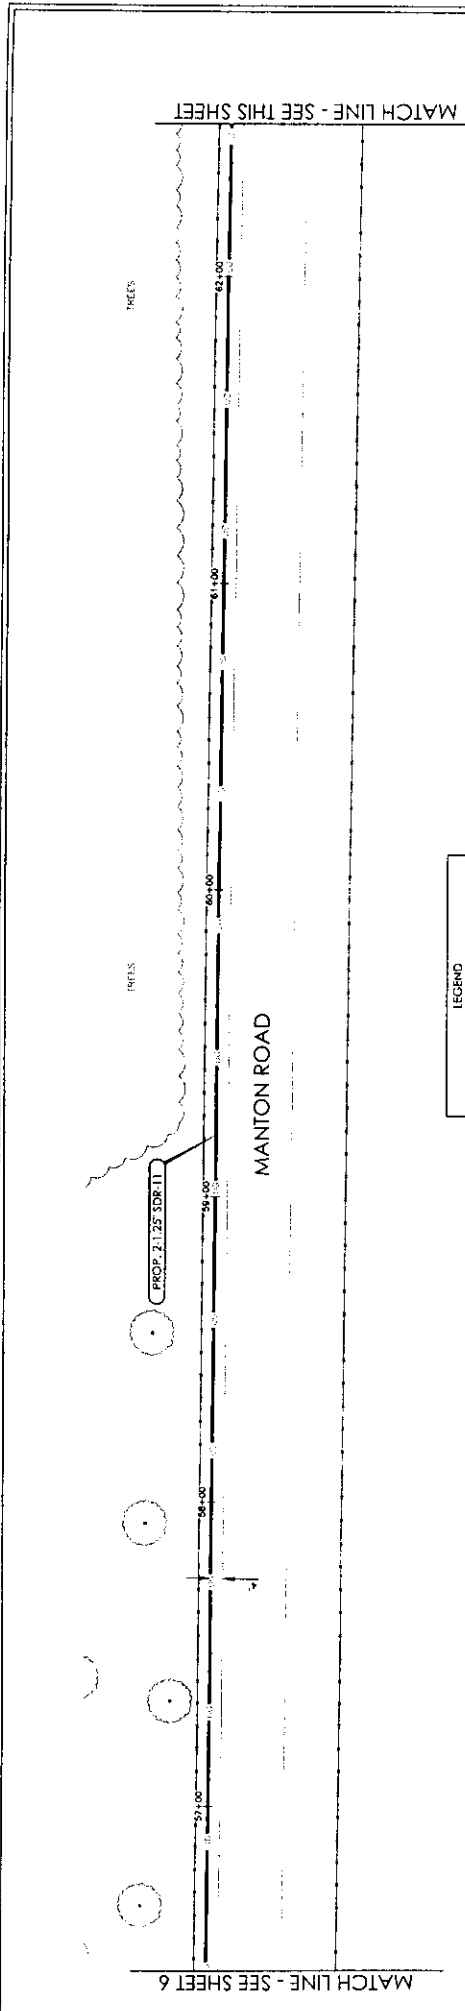 MATCH LINE - SEE THIS SHEET
TREES
62+00
61+00
60+00
TREES
MANTON ROAD
PROP. 2-1.25" SDR-11
59+00
58+00
57+00
MATCH LINE - SEE SHEET 6
LEGEND